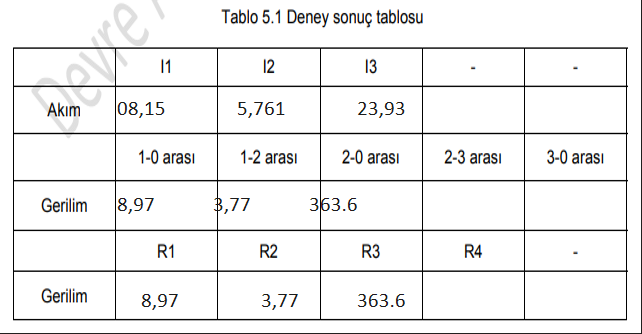 Tablo 5.1 Deney sonuç tablosu
Devre
I1 I2 I3 - -
Akım 08,15 5,761 23,93
1-0 arası 1-2 arası 2-0 arası 2-3 arası 3-0 arası
Gerilim 8,97 3,77 363.6
R1 R2 R3 R4 -
Gerilim 8,97 3,77 363.6